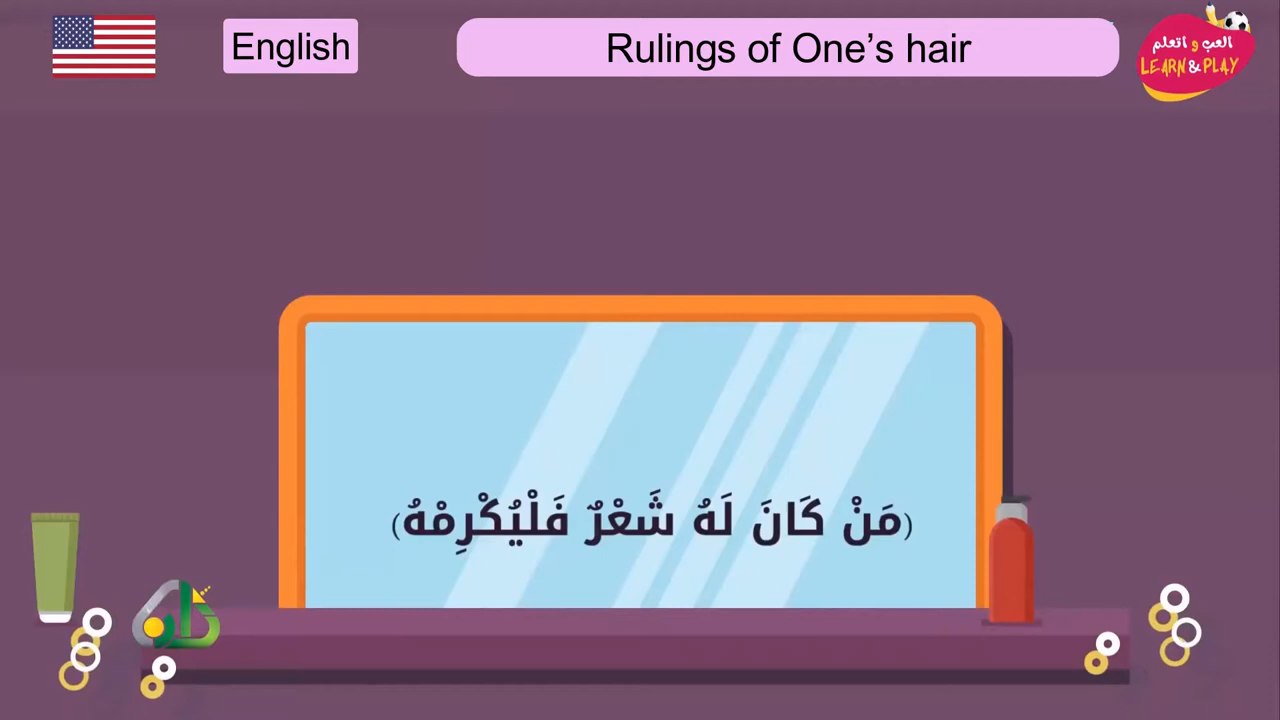 English
Rulings of One’s hair
العب و اتعلم
LEARN & PLAY
(مَنْ كَانَ لَهُ شَعْرٌ فَلْيُكْرِمْهُ)